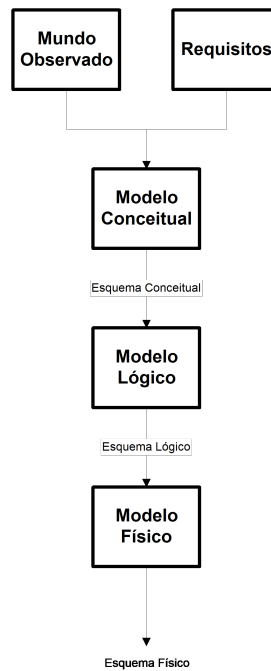 Mundo
Observado
Requisitos
Modelo
Conceitual
Esquema Conceitual
Modelo
Lógico
Esquema Lógico
Modelo
Físico
Esquema Físico